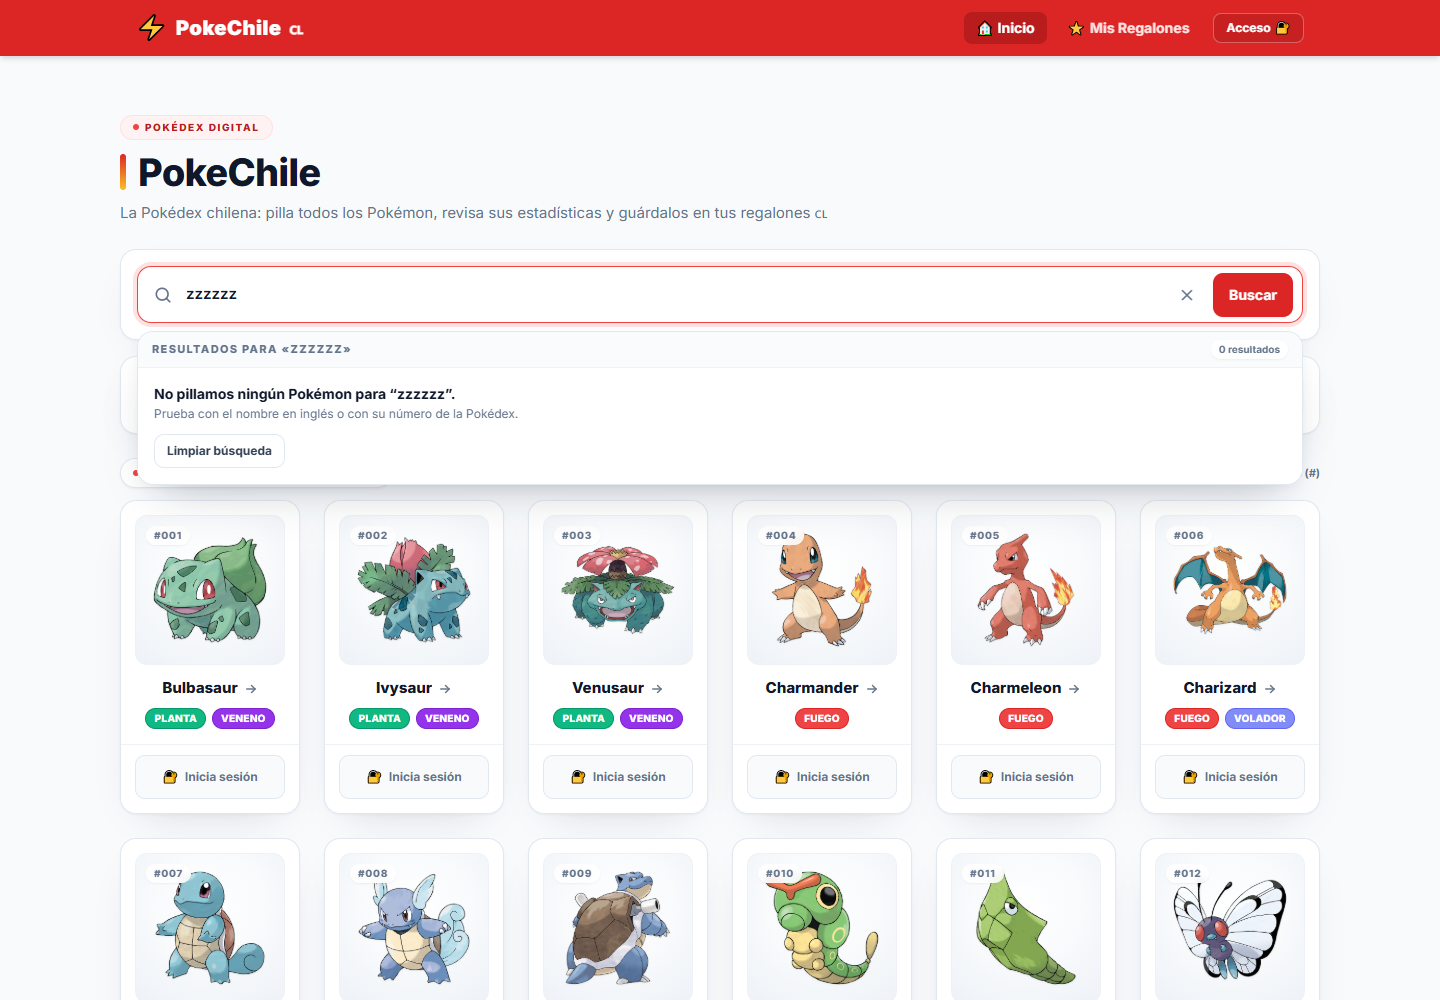 PokeChile CL
Inicio
Mis Regalones
Acceso
POKÉDEX DIGITAL
PokeChile
La Pokédex chilena: pilla todos los Pokémon, revisa sus estadísticas y guárdalos en tus regalones CL
zzzzzz
Buscar
RESULTADOS PARA «ZZZZZZ»
0 resultados
No pillamos ningún Pokémon para “zzzzzz”.
Prueba con el nombre en inglés o con su número de la Pokédex.
Limpiar búsqueda
(#)
#001
#002
#003
#004
#005
#006
Bulbasaur →
Ivysaur →
Venusaur →
Charmander →
Charmeleon →
Charizard →
PLANTA VENENO
PLANTA VENENO
PLANTA VENENO
FUEGO
FUEGO
FUEGO VOLADOR
Inicia sesión
Inicia sesión
Inicia sesión
Inicia sesión
Inicia sesión
Inicia sesión
#007
#008
#009
#010
#011
#012